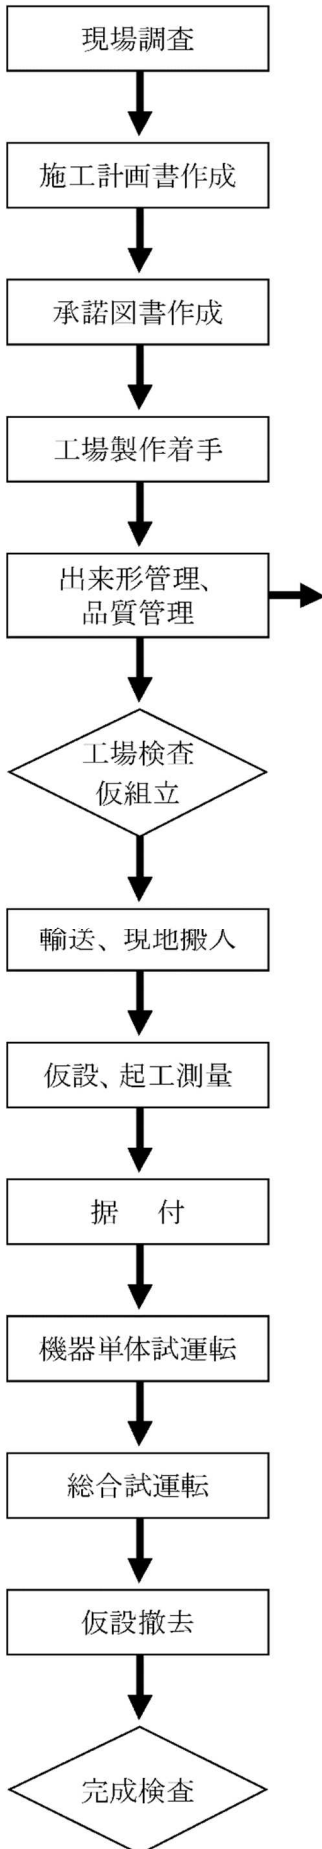 現場調査
施工計画書作成
承諾図書作成
工場製作着手
出来形管理、
品質管理
工場検査
仮組立
輸送、現地搬入
仮設、起工測量
据　付
機器単体試運転
総合試運転
仮設撤去
完成検査